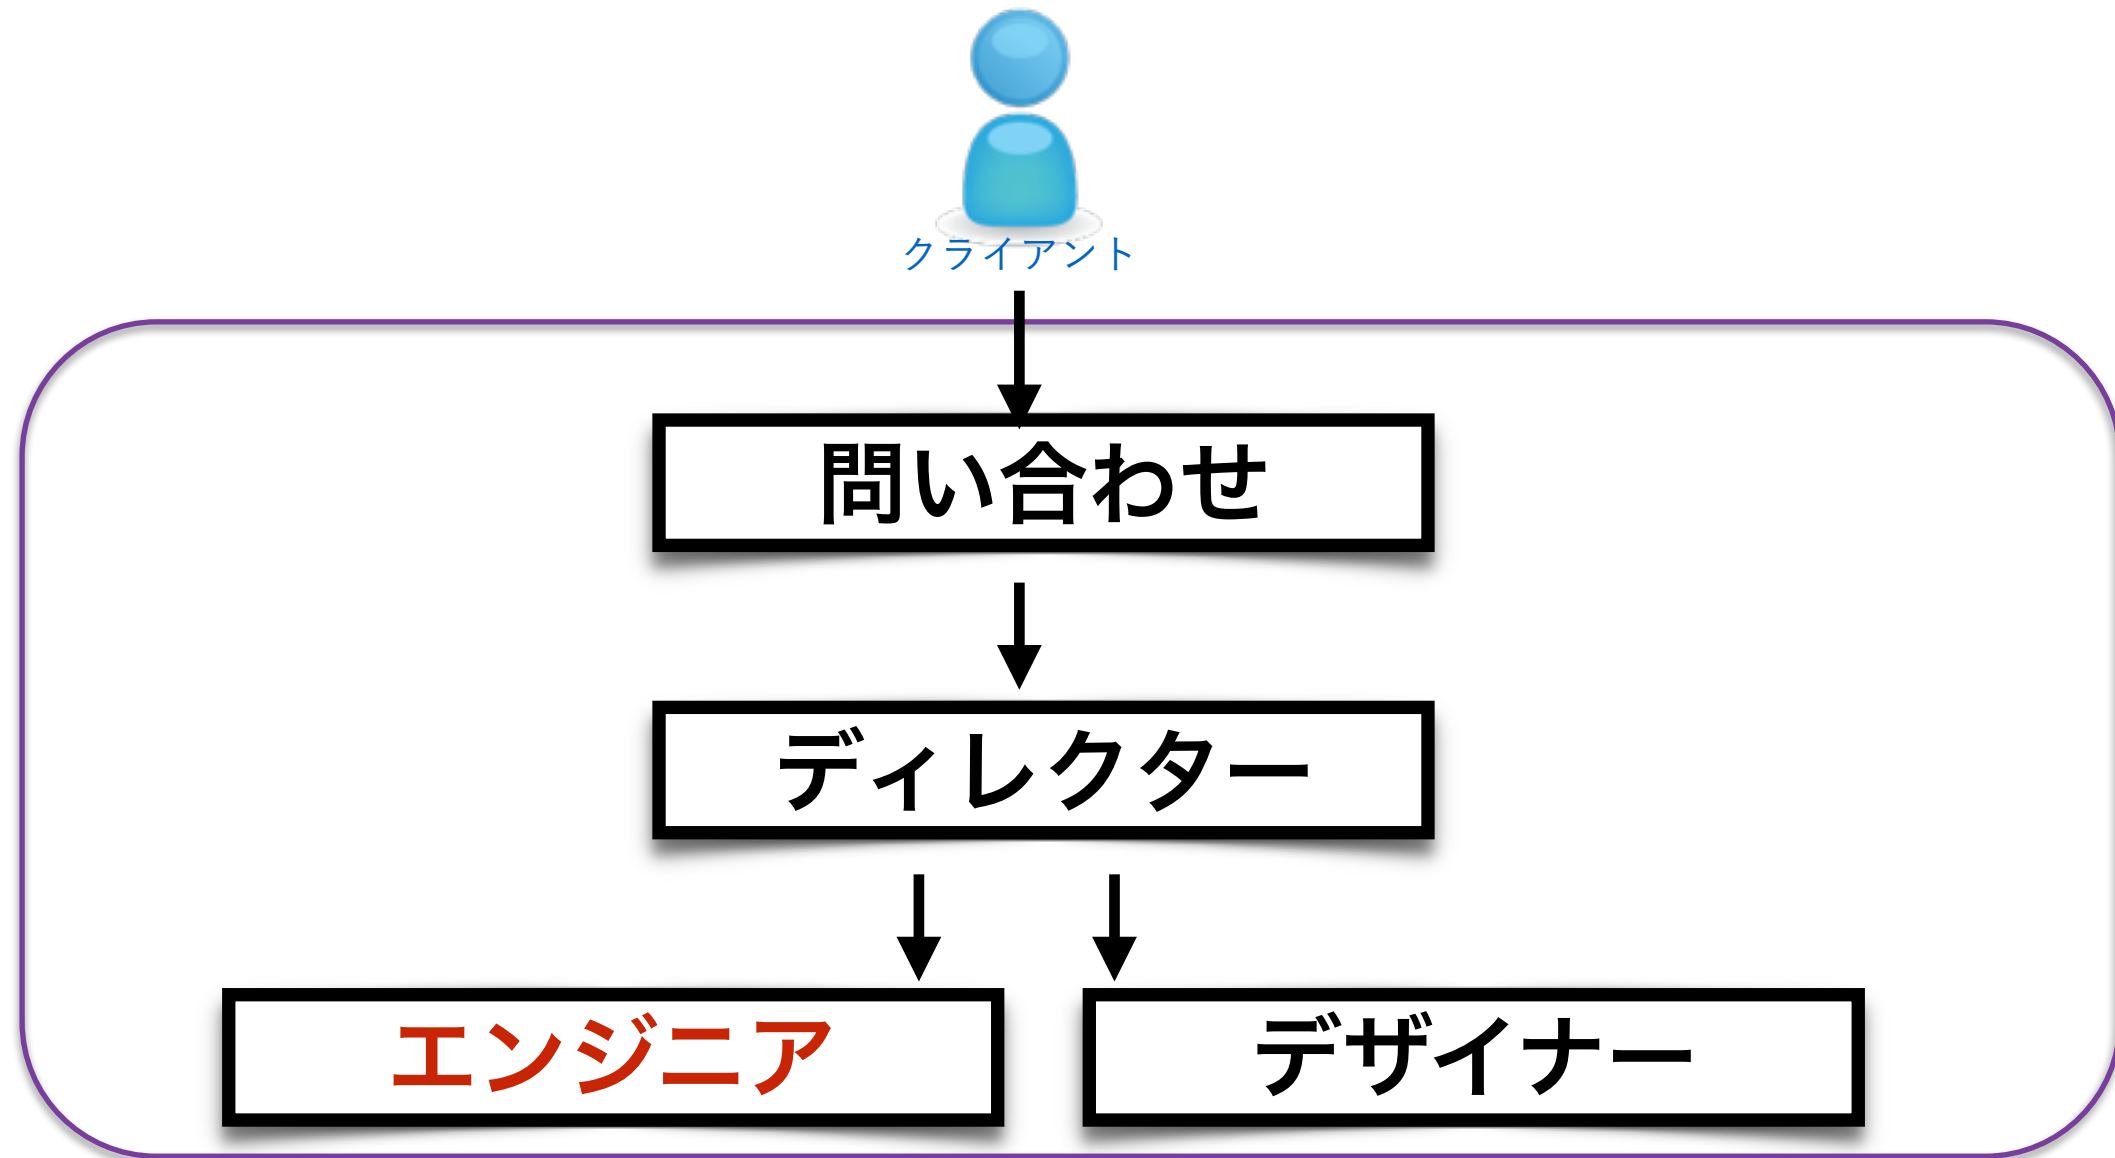 クライアント
問い合わせ
ディレクター
エンジニア
デザイナー